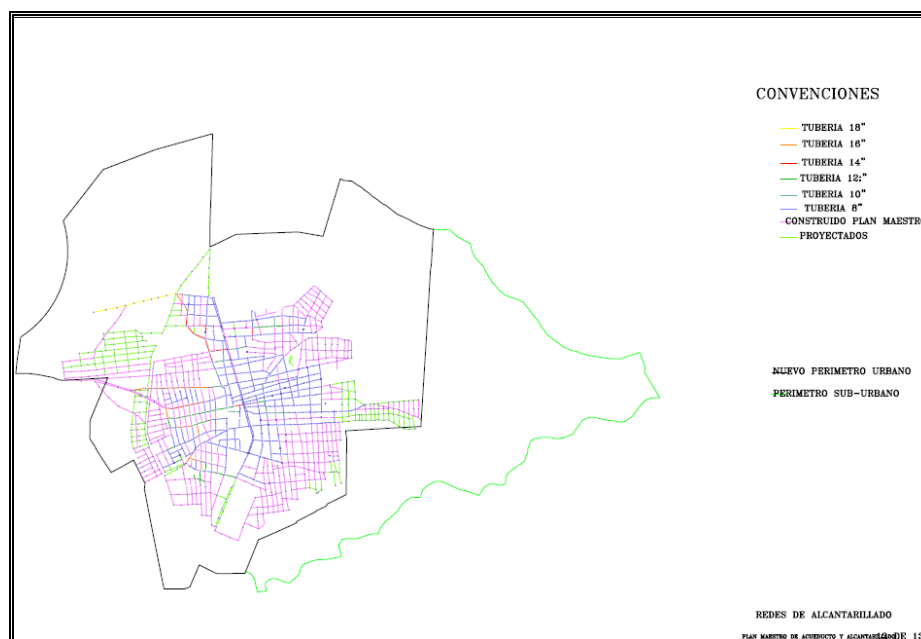 CONVENCIONES
TUBERIA 18"
TUBERIA 16"
TUBERIA 14"
TUBERIA 12:"
TUBERIA 10"
TUBERIA 8"
CONSTRUIDO PLAN MAESTRO
PROYECTADOS
NUEVO PERIMETRO URBANO
PERIMETRO SUB-URBANO
REDES DE ALCANTARILLADO
PLAN MAESTRO DE ACUEDUCTO Y ALCANTARILLADO